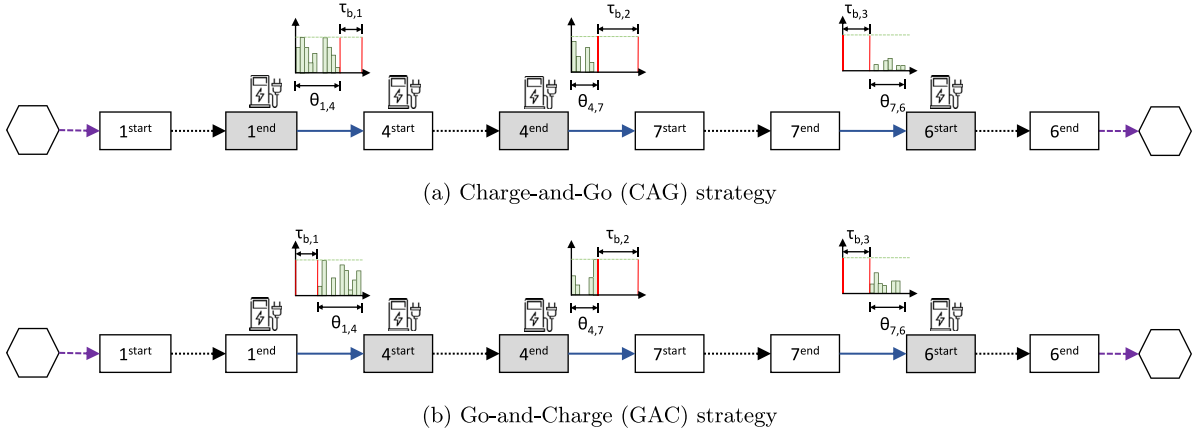 τb,1 τb,2 τb,3
θ1,4 θ4,7 θ7,6
1start 1end 4start 4end 7start 7end 6start 6end
(a) Charge-and-Go (CAG) strategy
τb,1 τb,2 τb,3
θ1,4 θ4,7 θ7,6
1start 1end 4start 4end 7start 7end 6start 6end
(b) Go-and-Charge (GAC) strategy